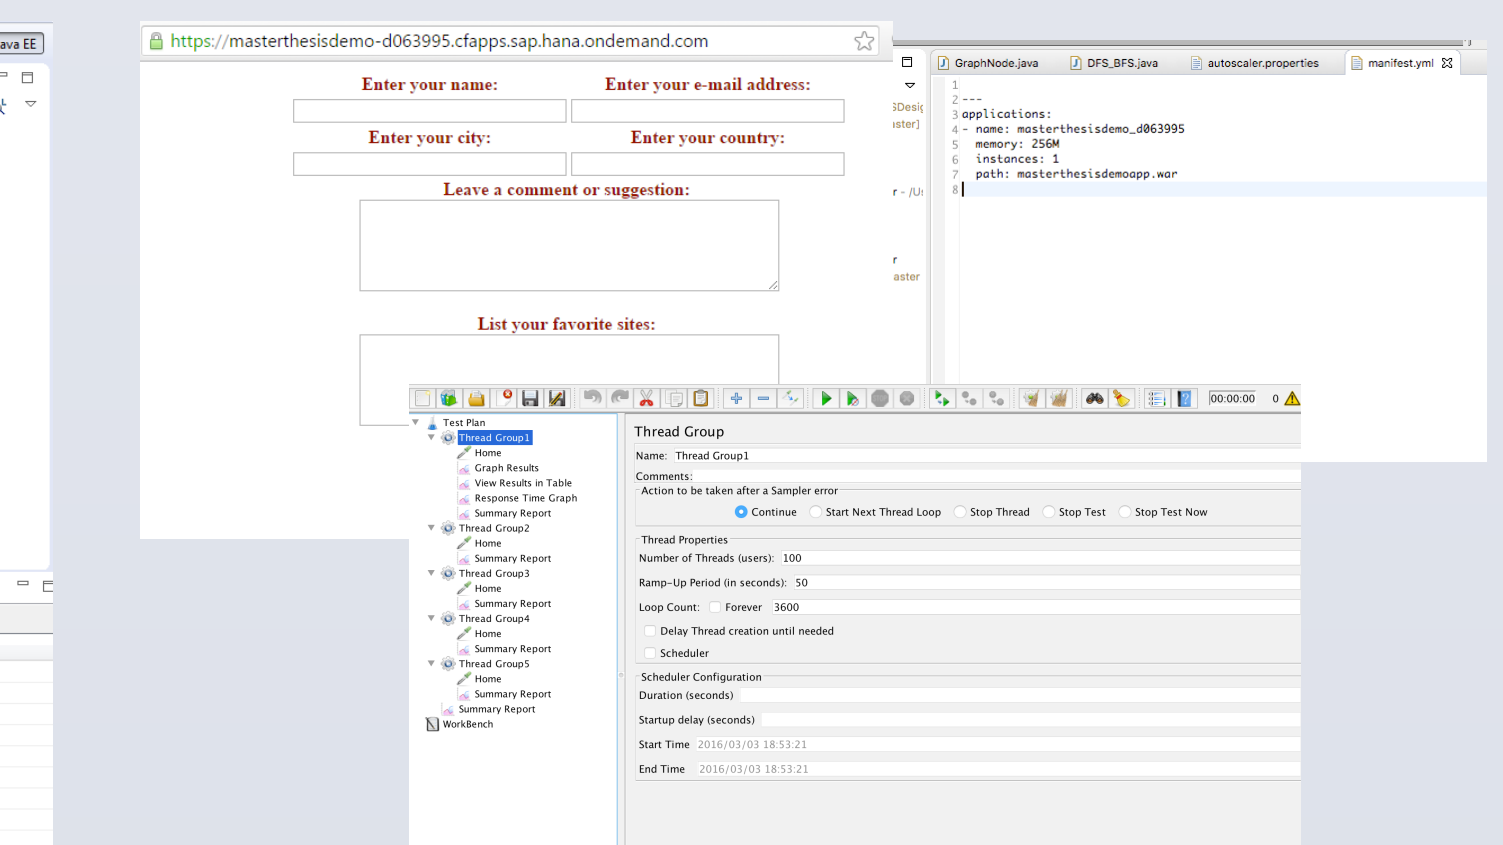 ava EE
https://masterthesisdemo-d063995.cfapps.sap.hana.ondemand.com
Enter your name: Enter your e-mail address:
Enter your city: Enter your country:
Leave a comment or suggestion:
List your favorite sites:
GraphNode.java DFS_BFS.java autoscaler.properties manifest.yml
SDesig
aster]
r - /U
r
aster
1
2 ---
3 applications:
4 - name: masterthesisdemo_d063995
5 memory: 256M
6 instances: 1
7 path: masterthesisdemoapp.war
8
00:00:00 0
Test Plan
Thread Group1
Home
Graph Results
View Results in Table
Response Time Graph
Summary Report
Thread Group2
Home
Summary Report
Thread Group3
Home
Summary Report
Thread Group4
Home
Summary Report
Thread Group5
Home
Summary Report
Summary Report
WorkBench
Thread Group
Name: Thread Group1
Comments:
Action to be taken after a Sampler error
Continue Start Next Thread Loop Stop Thread Stop Test Stop Test Now
Thread Properties
Number of Threads (users): 100
Ramp-Up Period (in seconds): 50
Loop Count: Forever 3600
Delay Thread creation until needed
Scheduler
Scheduler Configuration
Duration (seconds)
Startup delay (seconds)
Start Time 2016/03/03 18:53:21
End Time 2016/03/03 18:53:21